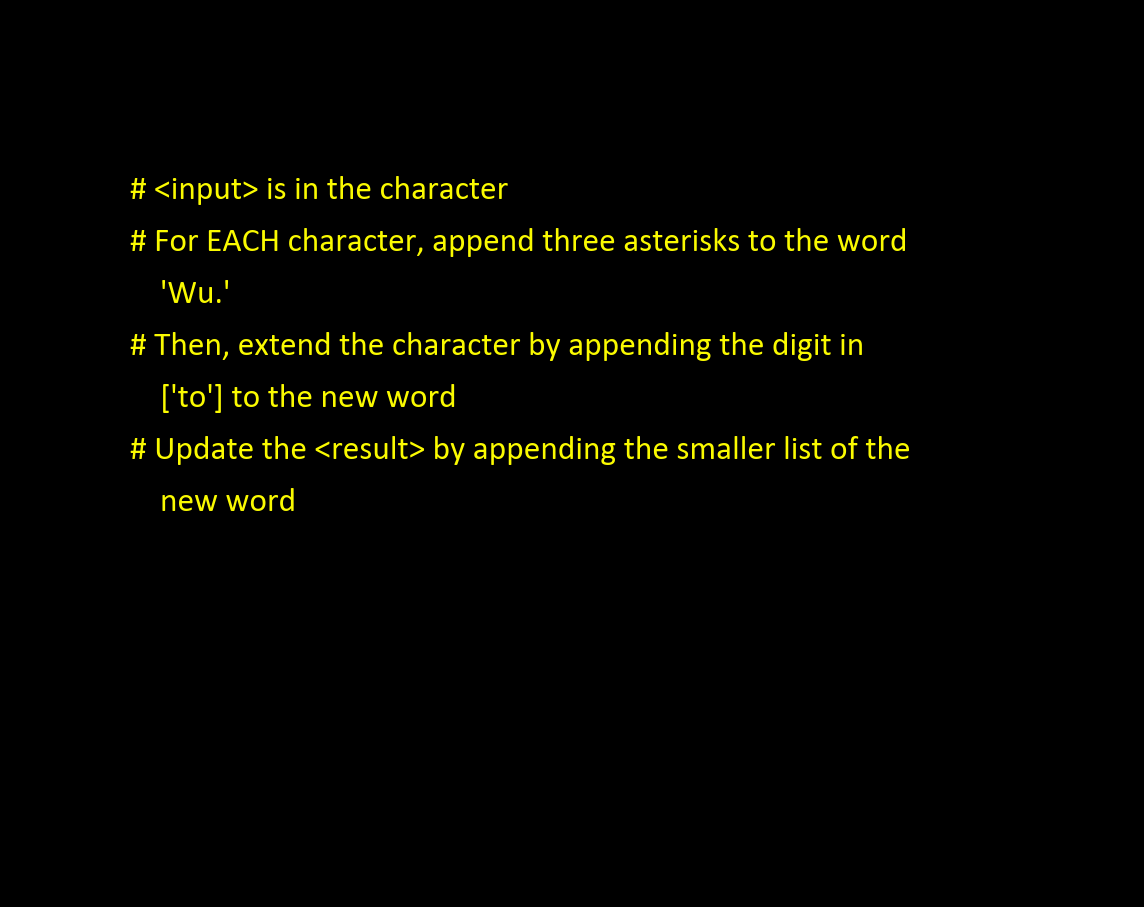 # <input> is in the character
# For EACH character, append three asterisks to the word
'Wu.'
# Then, extend the character by appending the digit in
['to'] to the new word
# Update the <result> by appending the smaller list of the
new word